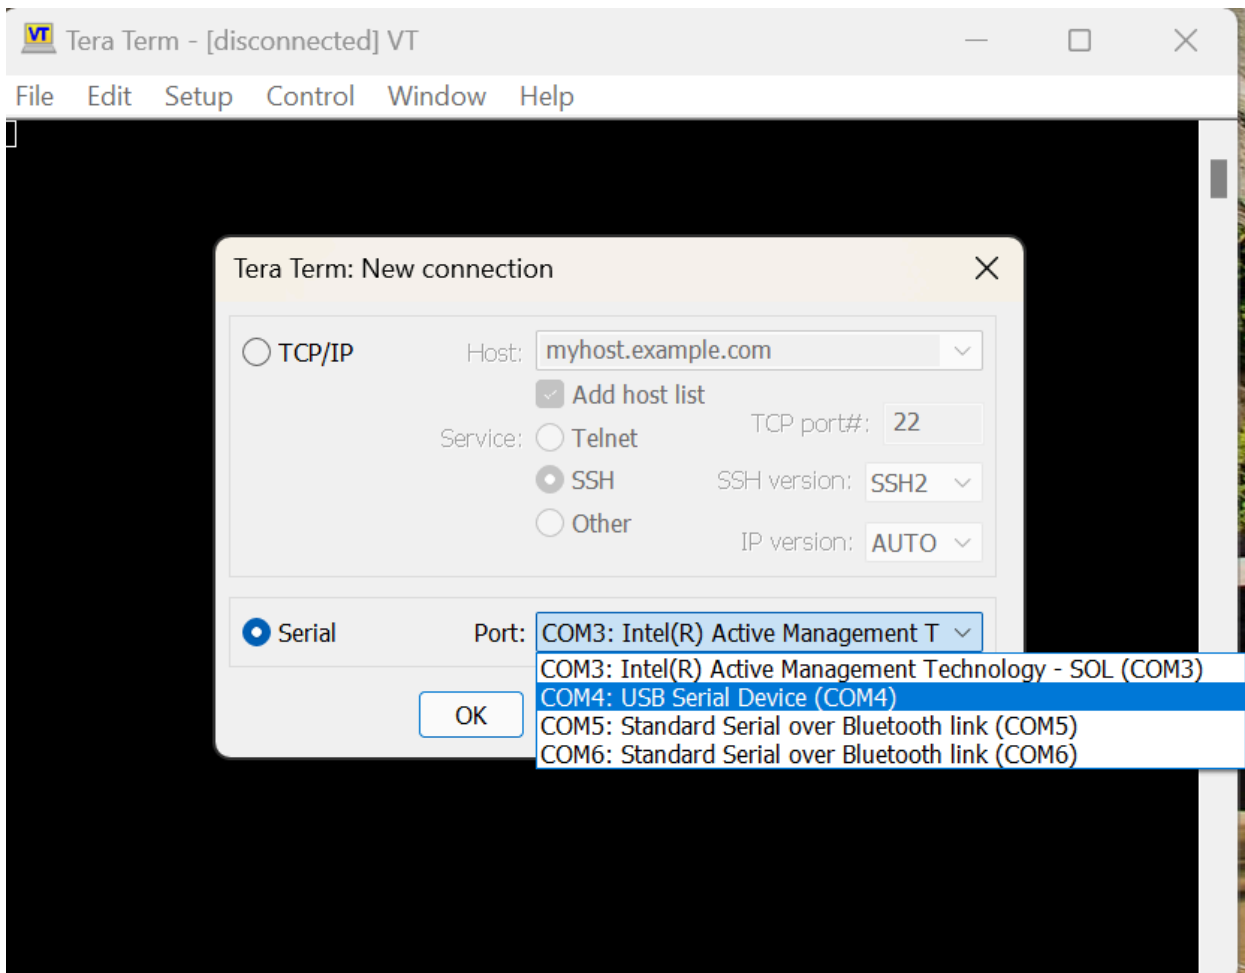 VT Tera Term - [disconnected] VT
File Edit Setup Control Window Help
Tera Term: New connection
TCP/IP Host: myhost.example.com
Add host list
TCP port#: 22
Service: Telnet
SSH SSH version: SSH2
Other
IP version: AUTO
Serial Port: COM3: Intel(R) Active Management T
COM3: Intel(R) Active Management Technology - SOL (COM3)
COM4: USB Serial Device (COM4)
OK
COM5: Standard Serial over Bluetooth link (COM5)
COM6: Standard Serial over Bluetooth link (COM6)